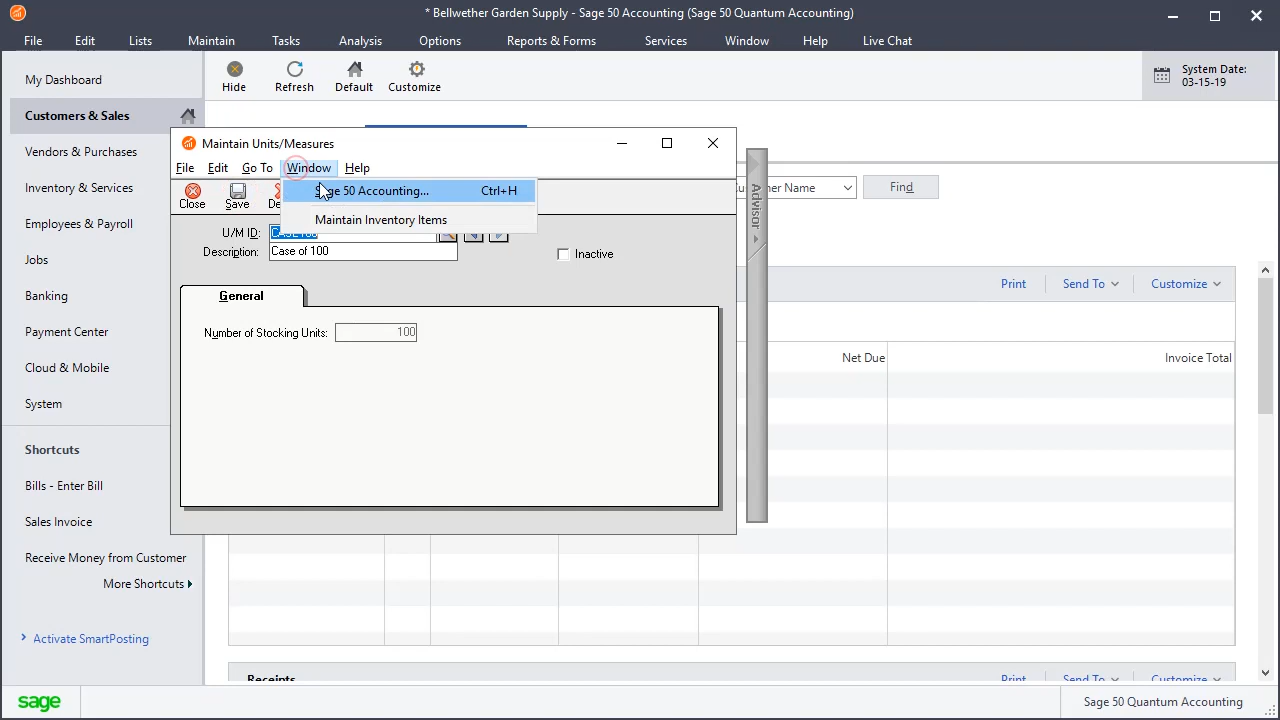 * Bellwether Garden Supply - Sage 50 Accounting (Sage 50 Quantum Accounting)
File Edit Lists Maintain Tasks Analysis Options Reports & Forms Services Window Help Live Chat
My Dashboard
Customers & Sales
Vendors & Purchases
Inventory & Services
Employees & Payroll
Jobs
Banking
Payment Center
Cloud & Mobile
System
Shortcuts
Bills - Enter Bill
Sales Invoice
Receive Money from Customer
More Shortcuts
Activate SmartPosting
Hide Refresh Default Customize
System Date:
03-15-19
Maintain Units/Measures
File Edit Go To Window Help
Close Save
Sage 50 Accounting... Ctrl+H
Maintain Inventory Items
U/M ID:
Description: Case of 100
Inactive
General
Number of Stocking Units: 100
Advisor
Name Find
Print Send To Customize
Net Due Invoice Total
Receipts Print Send To Customize
sage
Sage 50 Quantum Accounting